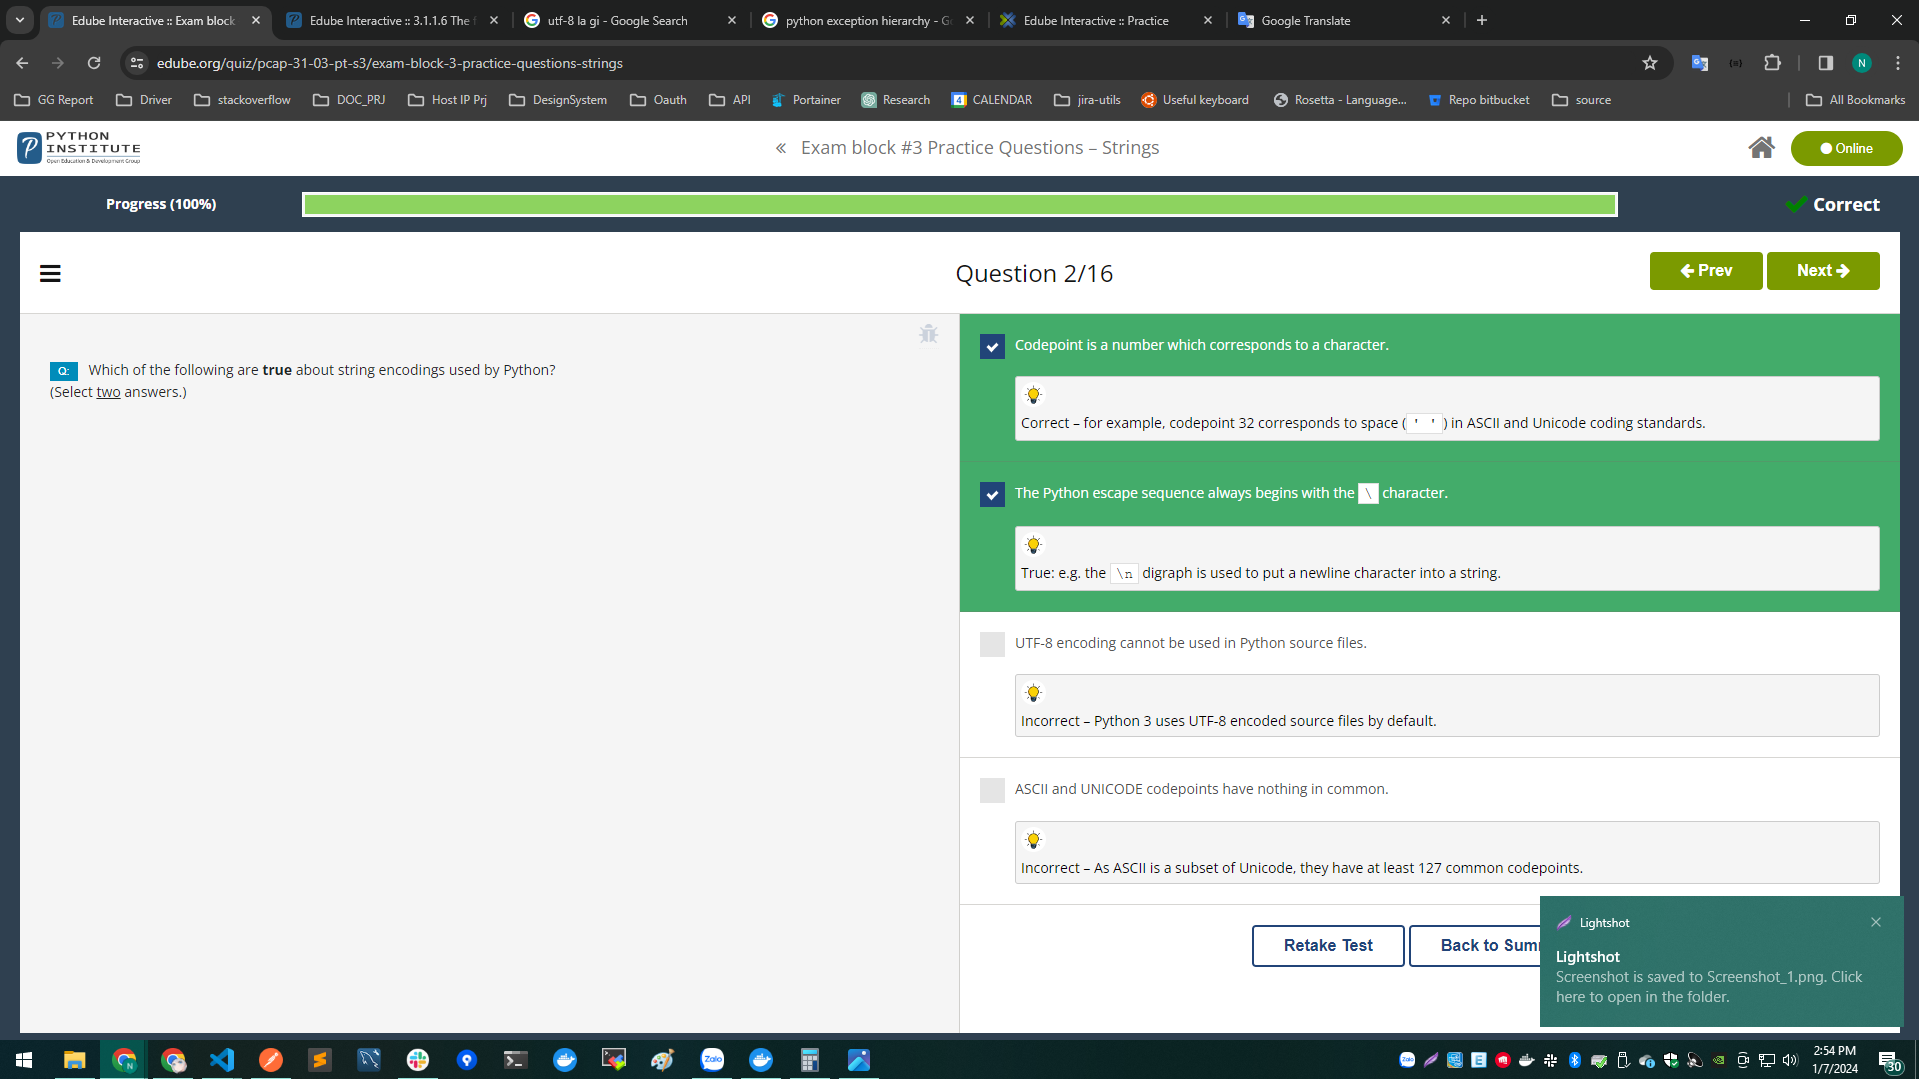 Edube Interactive :: Exam block
Edube Interactive :: 3.1.1.6 The f
utf-8 la gi - Google Search
python exception hierarchy - G
Edube Interactive :: Practice
Google Translate
edube.org/quiz/pcap-31-03-pt-s3/exam-block-3-practice-questions-strings
N
GG Report
Driver
stackoverflow
DOC_PRJ
Host IP Prj
DesignSystem
Oauth
API
Portainer
Research
CALENDAR
jira-utils
Useful keyboard
Rosetta - Language...
Repo bitbucket
source
All Bookmarks
PYTHON
INSTITUTE
Open Education & Development Group
« Exam block #3 Practice Questions – Strings
Online
Progress (100%)
Correct
Question 2/16
Prev
Next
Q: Which of the following are true about string encodings used by Python?
(Select two answers.)
Codepoint is a number which corresponds to a character.
Correct – for example, codepoint 32 corresponds to space (' ') in ASCII and Unicode coding standards.
The Python escape sequence always begins with the \ character.
True: e.g. the \n digraph is used to put a newline character into a string.
UTF-8 encoding cannot be used in Python source files.
Incorrect – Python 3 uses UTF-8 encoded source files by default.
ASCII and UNICODE codepoints have nothing in common.
Incorrect – As ASCII is a subset of Unicode, they have at least 127 common codepoints.
Retake Test
Back to Sum
Lightshot
Lightshot
Screenshot is saved to Screenshot_1.png. Click
here to open in the folder.
2:54 PM
1/7/2024
30